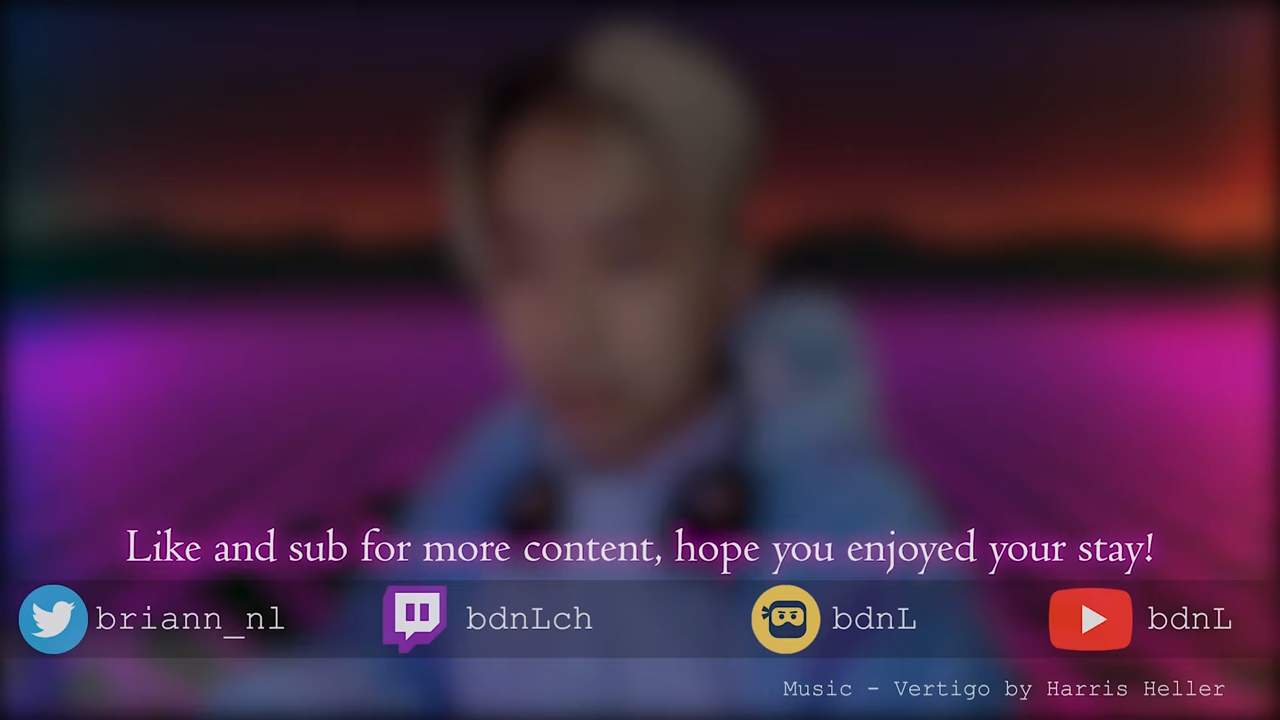 Like and sub for more content, hope you enjoyed your stay!
briann_nl bdnLch bdnL bdnL
Music - Vertigo by Harris Heller